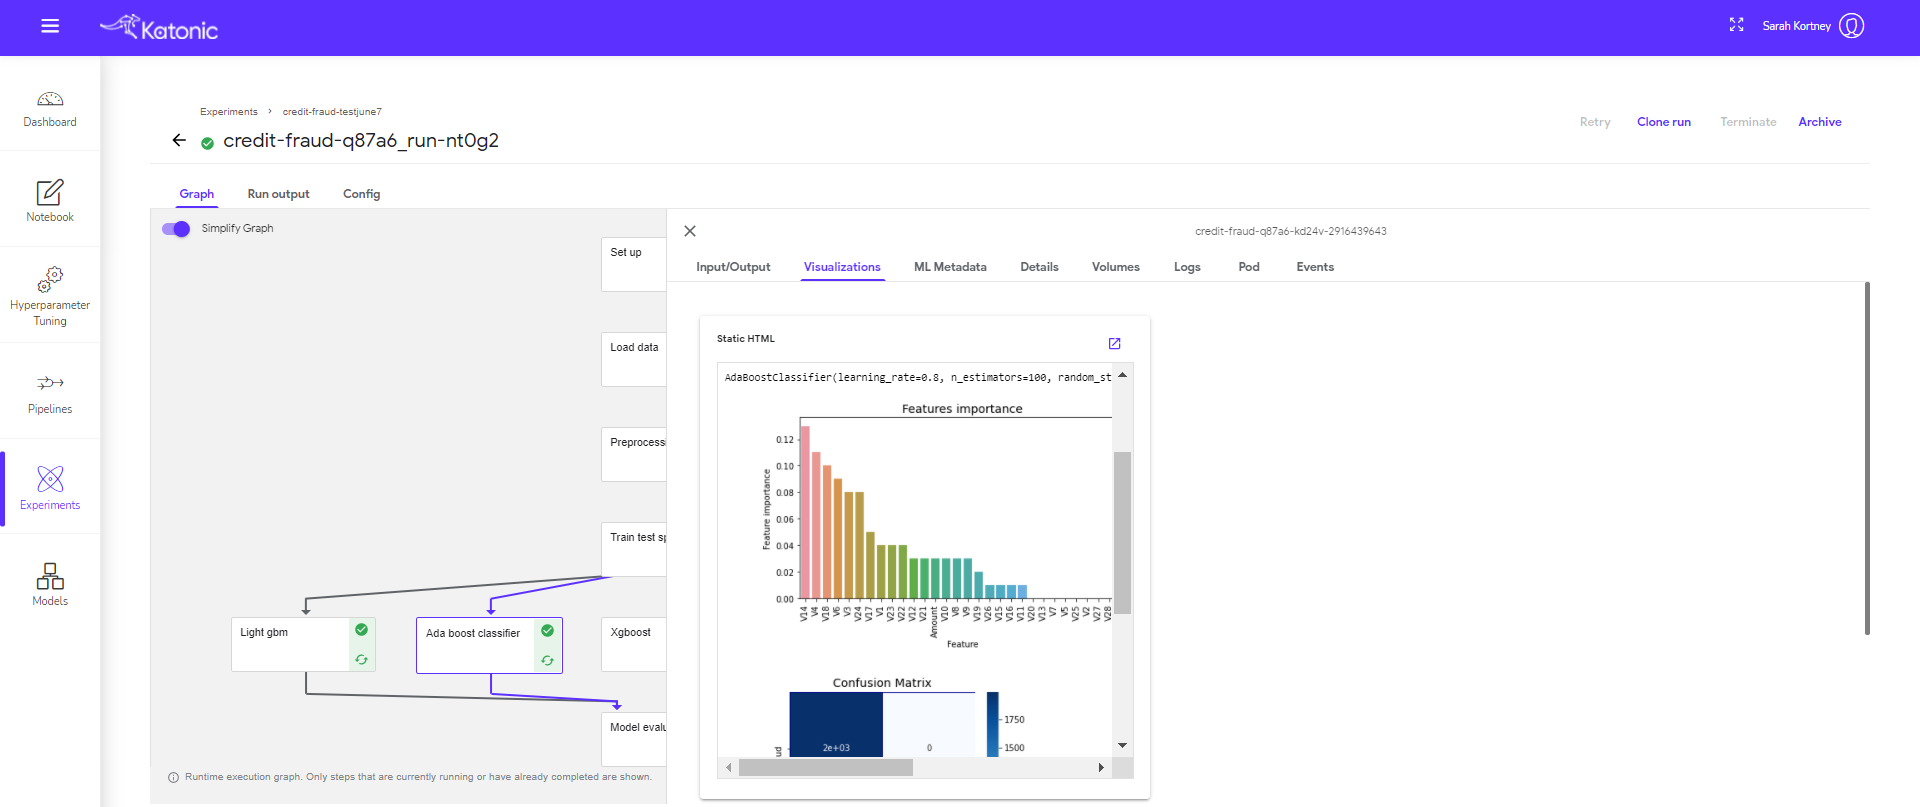 Katonic
Sarah Kortney
Dashboard
Notebook
Hyperparameter
Tuning
Pipelines
Experiments
Models
Experiments > credit-fraud-testjune7
credit-fraud-q87a6_run-nt0g2
Retry Clone run Terminate Archive
Graph Run output Config
Simplify Graph
Set up
Load data
Preprocessi
Train test sp
Light gbm
Ada boost classifier
Xgboost
Model evalu
Runtime execution graph. Only steps that are currently running or have already completed are shown.
credit-fraud-q87a6-kd24v-2916439643
Input/Output Visualizations ML Metadata Details Volumes Logs Pod Events
Static HTML
AdaBoostClassifier(learning_rate=0.8, n_estimators=100, random_st
Features importance
Feature importance
0.12
0.10
0.08
0.06
0.04
0.02
0.00
V14 V4 V18 V6 V3 V24 V17 V1 V23 V22 V12 V21 Amount V10 V8 V9 V19 V26 V15 V16 V11 V20 V13 V7 V5 V25 V2 V27 V28
Feature
Confusion Matrix
ud
2e+03 0
1750
1500